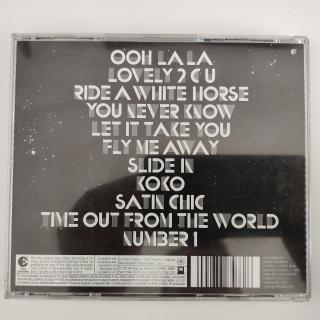 OOH LA LA
LOVELY 2 C U
RIDE A WHITE HORSE
YOU NEVER KNOW
LET IT TAKE YOU
FLY ME AWAY
SLIDE IN
KOKO
SATIN CHIC
TIME OUT FROM THE WORLD
NUMBER 1